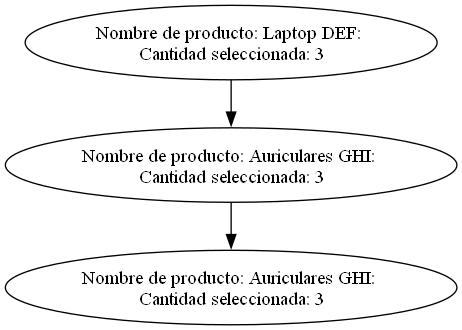 Nombre de producto: Laptop DEF:
Cantidad seleccionada: 3
Nombre de producto: Auriculares GHI:
Cantidad seleccionada: 3
Nombre de producto: Auriculares GHI:
Cantidad seleccionada: 3